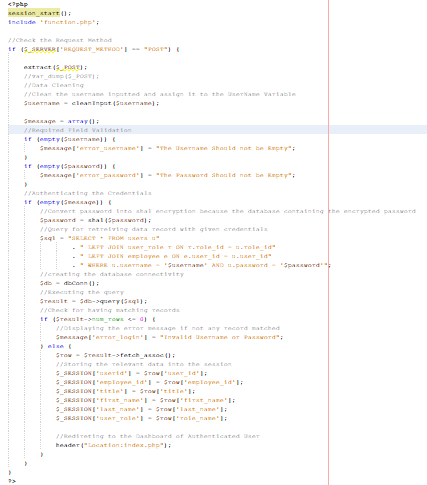 <?php
session_start();
include 'function.php';
//Check the Request Method
if ($_SERVER['REQUEST_METHOD'] == "POST") {
extract($_POST);
//var_dump($_POST);
//Data Cleaning
//Clean the username inputted and assign it to the UserName Variable
$username = cleanInput($username);
$message = array();
//Required Field Validation
if (empty($username)) {
$message['error_username'] = "The Username Should not be Empty";
}
if (empty($password)) {
$message['error_password'] = "The Password Should not be Empty";
}
//Authenticating the Credentials
if (empty($message)) {
//Convert password into sha1 encryption because the database containing the encrypted password
$password = sha1($password);
//Query for retreiving data record with given credentials
$sql = "SELECT * FROM users u"
. " LEFT JOIN user_role r ON r.role_id = u.role_id"
. " LEFT JOIN employee e ON e.user_id = u.user_id"
. " WHERE u.username = '$username' AND u.password = '$password'";
//creating the database connectivity
$db = dbConn();
//Executing the query
$result = $db->query($sql);
//Check for having matching records
if ($result->num_rows <= 0) {
//Displaying the error message if not any record matched
$message['error_login'] = "Invalid Username or Password";
} else {
$row = $result->fetch_assoc();
//Storing the relevant data into the session
$_SESSION['userid'] = $row['user_id'];
$_SESSION['employee_id'] = $row['employee_id'];
$_SESSION['title'] = $row['title'];
$_SESSION['first_name'] = $row['first_name'];
$_SESSION['last_name'] = $row['last_name'];
$_SESSION['user_role'] = $row['role_name'];
//Redireting to the Dashboard of Authenticated User
header("Location:index.php");
}
}
}
?>